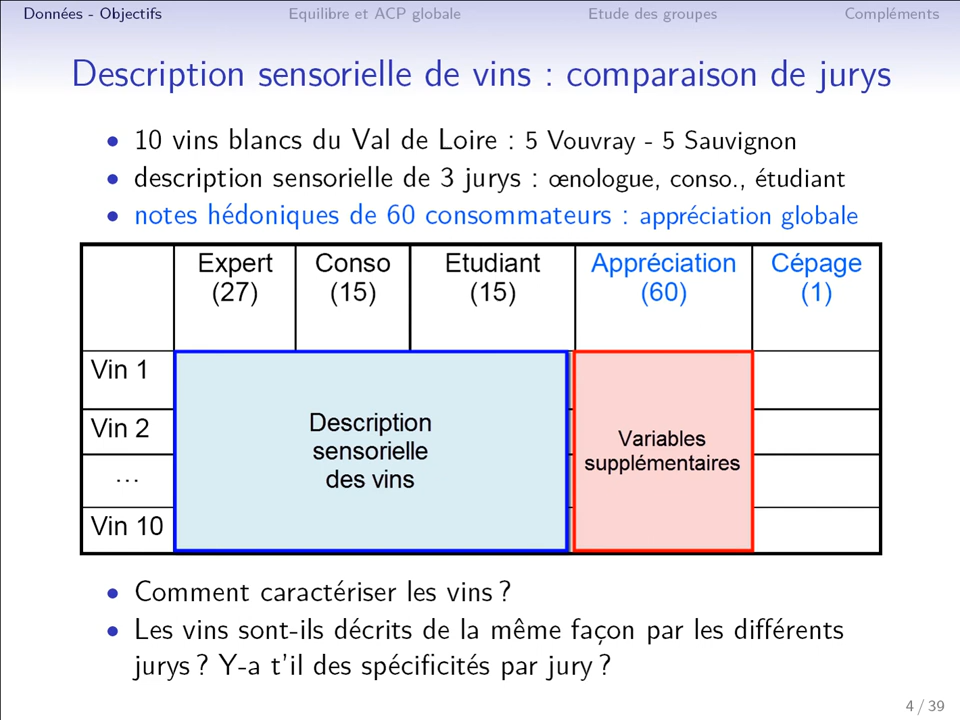 Données - Objectifs Equilibre et ACP globale Etude des groupes Compléments
Description sensorielle de vins : comparaison de jurys
• 10 vins blancs du Val de Loire : 5 Vouvray - 5 Sauvignon
• description sensorielle de 3 jurys : œnologue, conso., étudiant
• notes hédoniques de 60 consommateurs : appréciation globale
Expert Conso Etudiant Appréciation Cépage
(27) (15) (15) (60) (1)
Vin 1
Vin 2
...
Vin 10
Description
sensorielle
des vins
Variables
supplémentaires
• Comment caractériser les vins ?
• Les vins sont-ils décrits de la même façon par les différents
jurys ? Y-a t'il des spécificités par jury ?
4 / 39